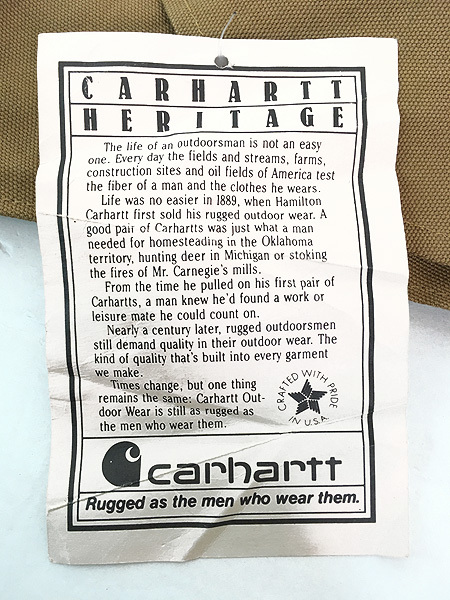 CARHARTT
HERITAGE
The life of an outdoorsman is not an easy
one. Every day the fields and streams, farms,
construction sites and oil fields of America test
the fiber of a man and the clothes he wears.
Life was no easier in 1889, when Hamilton
Carhartt first sold his rugged outdoor wear. A
good pair of Carhartts was just what a man
needed for homesteading in the Oklahoma
territory, hunting deer in Michigan or stoking
the fires of Mr. Carnegie's mills.
From the time he pulled on his first pair of
Carhartts, a man knew he'd found a work or
leisure mate he could count on.
Nearly a century later, rugged outdoorsmen
still demand quality in their outdoor wear. The
kind of quality that's built into every garment
we make.
Times change, but one thing
remains the same: Carhartt Out-
door Wear is still as rugged as
the men who wear them.
CRAFTED WITH PRIDE
IN U.S.A.
carhartt
Rugged as the men who wear them.